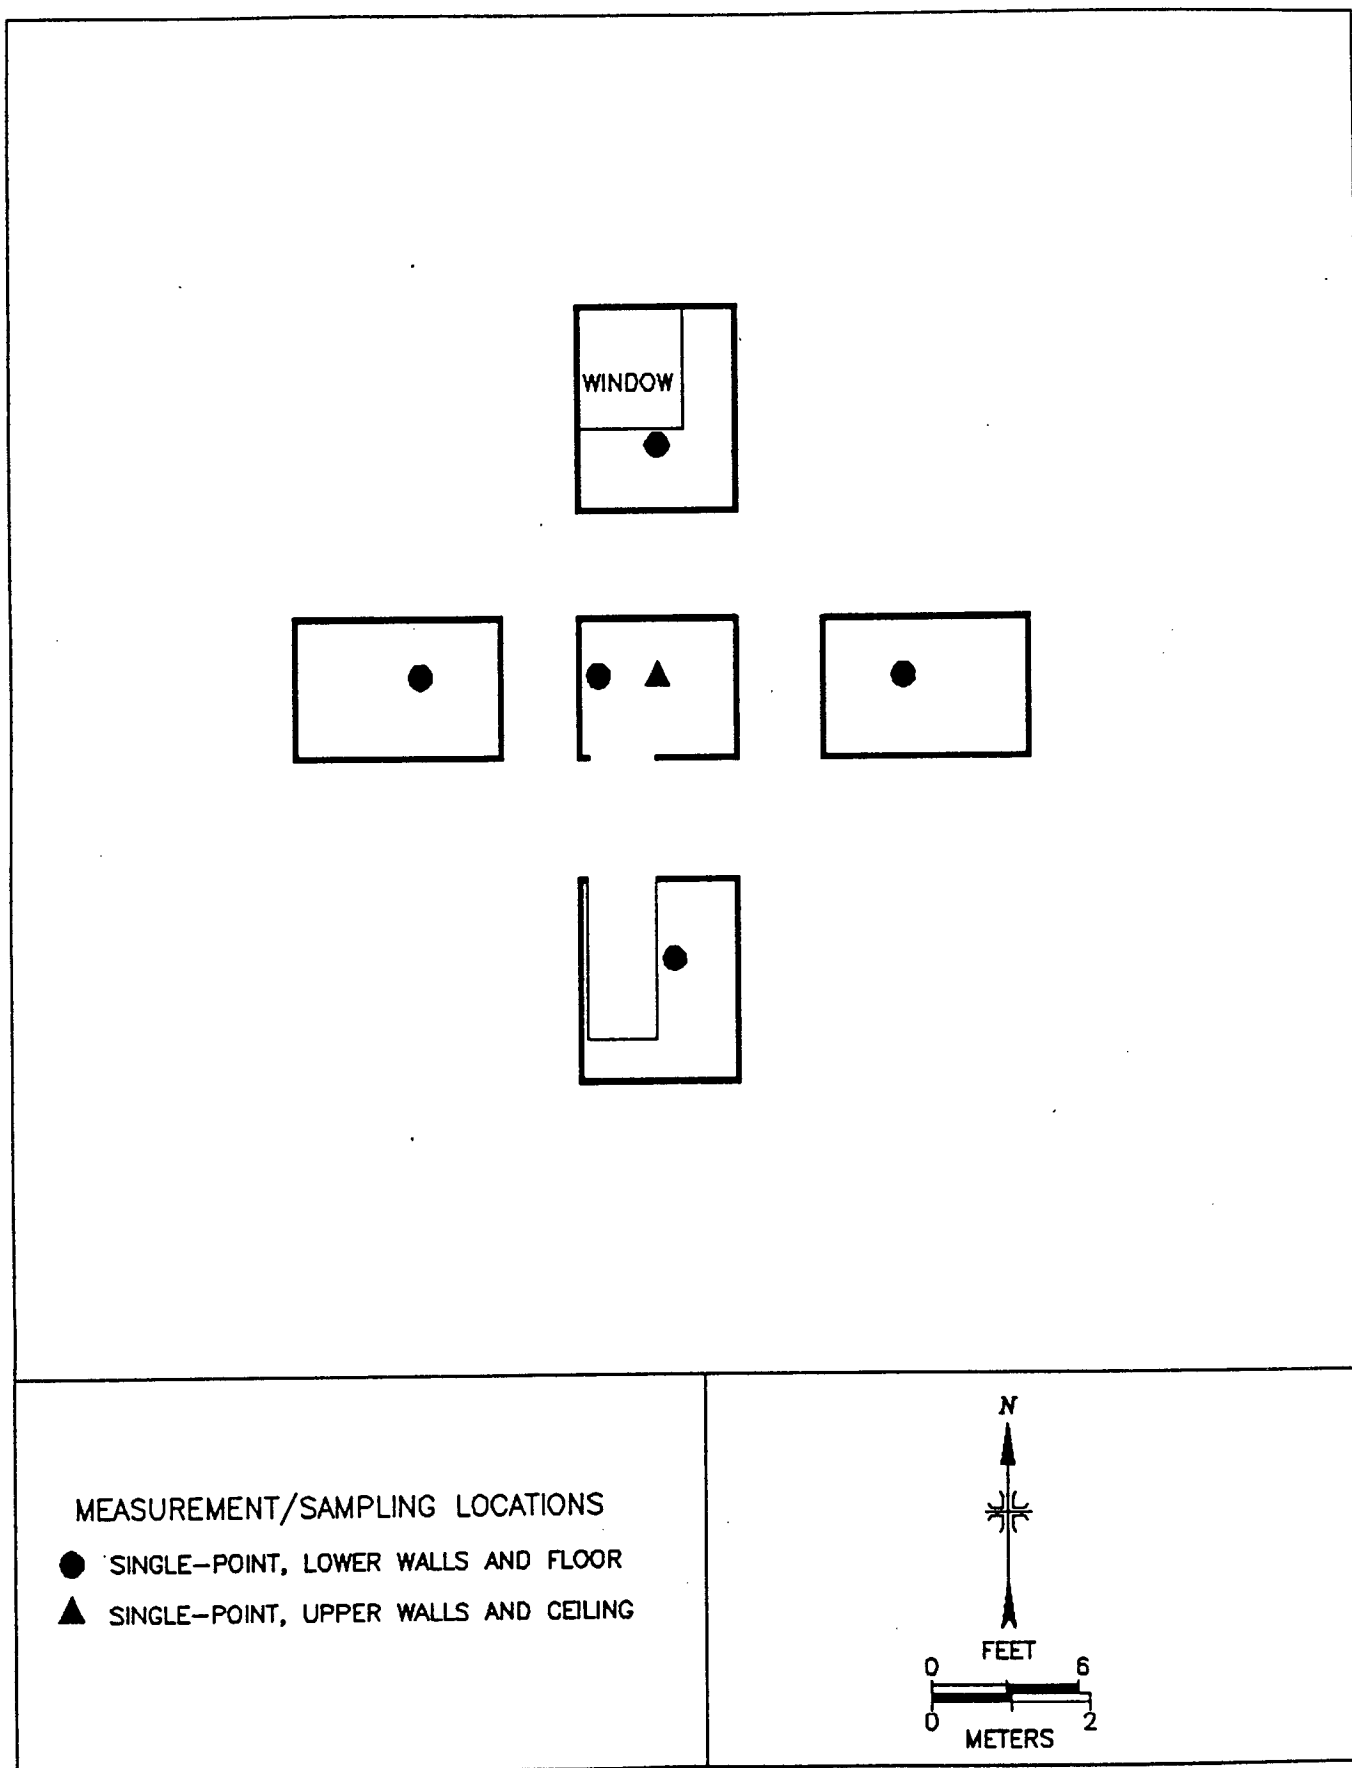 WINDOW
MEASUREMENT/SAMPLING LOCATIONS
SINGLE-POINT, LOWER WALLS AND FLOOR
SINGLE-POINT, UPPER WALLS AND CEILING
N
FEET
0 6
0 2
METERS